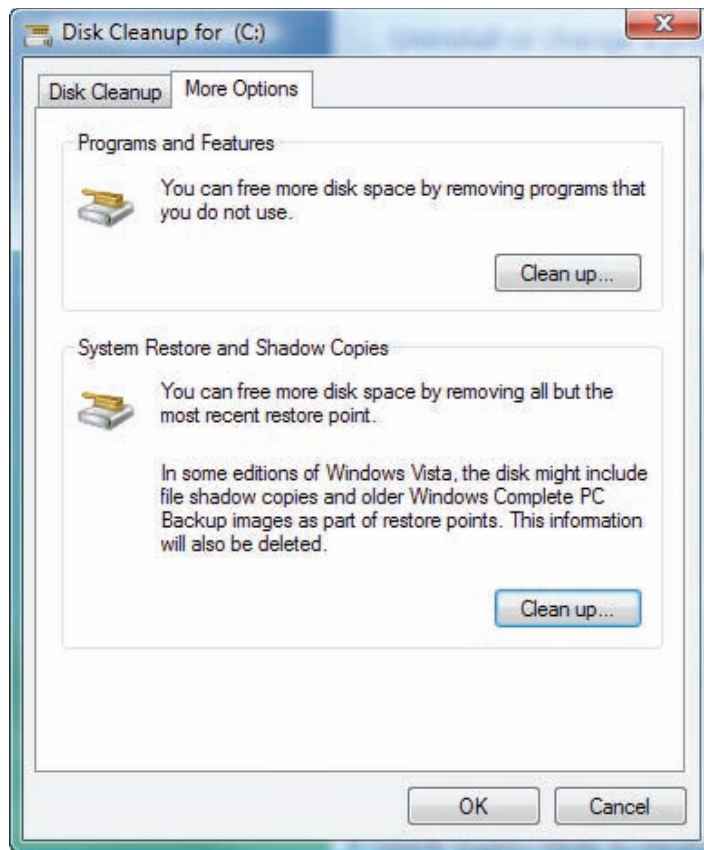 Disk Cleanup for (C:)
Disk Cleanup
More Options
Programs and Features
You can free more disk space by removing programs that
you do not use.
Clean up...
System Restore and Shadow Copies
You can free more disk space by removing all but the
most recent restore point.
In some editions of Windows Vista, the disk might include
file shadow copies and older Windows Complete PC
Backup images as part of restore points. This information
will also be deleted.
Clean up...
OK
Cancel